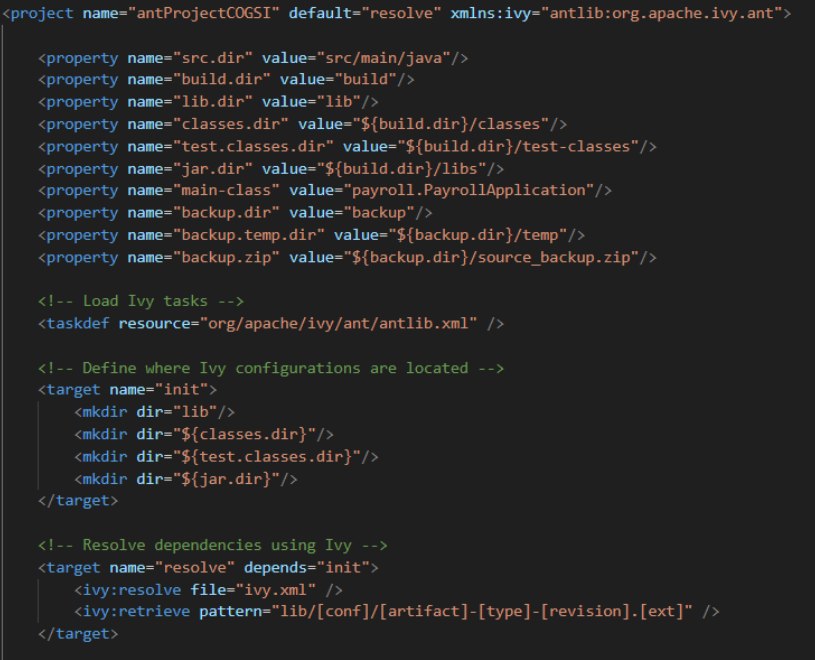 <project name="antProjectCOGSI" default="resolve" xmlns:ivy="antlib:org.apache.ivy.ant">
<property name="src.dir" value="src/main/java"/>
<property name="build.dir" value="build"/>
<property name="lib.dir" value="lib"/>
<property name="classes.dir" value="${build.dir}/classes"/>
<property name="test.classes.dir" value="${build.dir}/test-classes"/>
<property name="jar.dir" value="${build.dir}/libs"/>
<property name="main-class" value="payroll.PayrollApplication"/>
<property name="backup.dir" value="backup"/>
<property name="backup.temp.dir" value="${backup.dir}/temp"/>
<property name="backup.zip" value="${backup.dir}/source_backup.zip"/>
<!-- Load Ivy tasks -->
<taskdef resource="org/apache/ivy/ant/antlib.xml" />
<!-- Define where Ivy configurations are located -->
<target name="init">
<mkdir dir="lib"/>
<mkdir dir="${classes.dir}"/>
<mkdir dir="${test.classes.dir}"/>
<mkdir dir="${jar.dir}"/>
</target>
<!-- Resolve dependencies using Ivy -->
<target name="resolve" depends="init">
<ivy:resolve file="ivy.xml" />
<ivy:retrieve pattern="lib/[conf]/[artifact]-[type]-[revision].[ext]" />
</target>